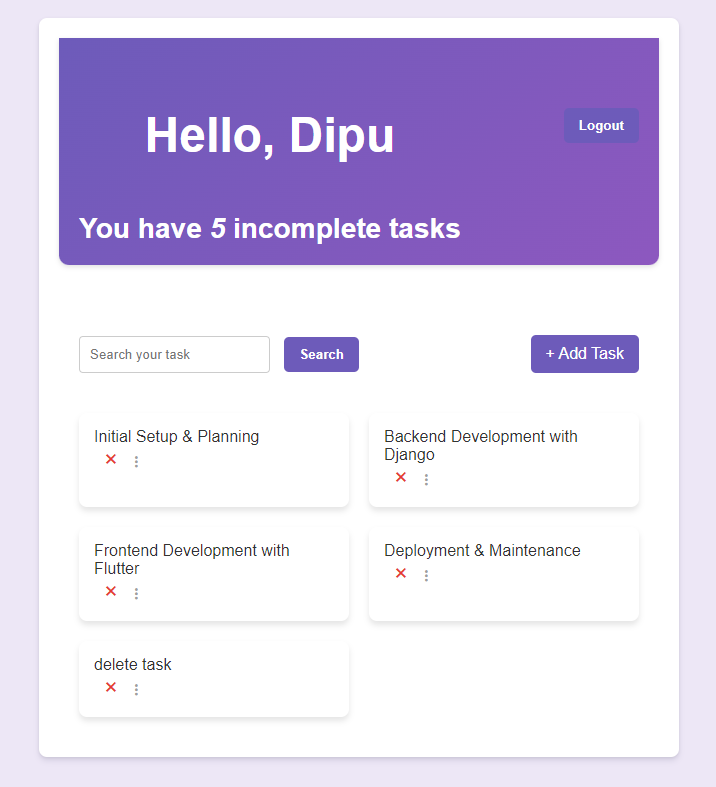 Hello, Dipu
Logout
You have 5 incomplete tasks
Search your task
Search
+ Add Task
Initial Setup & Planning
Backend Development with
Django
Frontend Development with
Flutter
Deployment & Maintenance
delete task